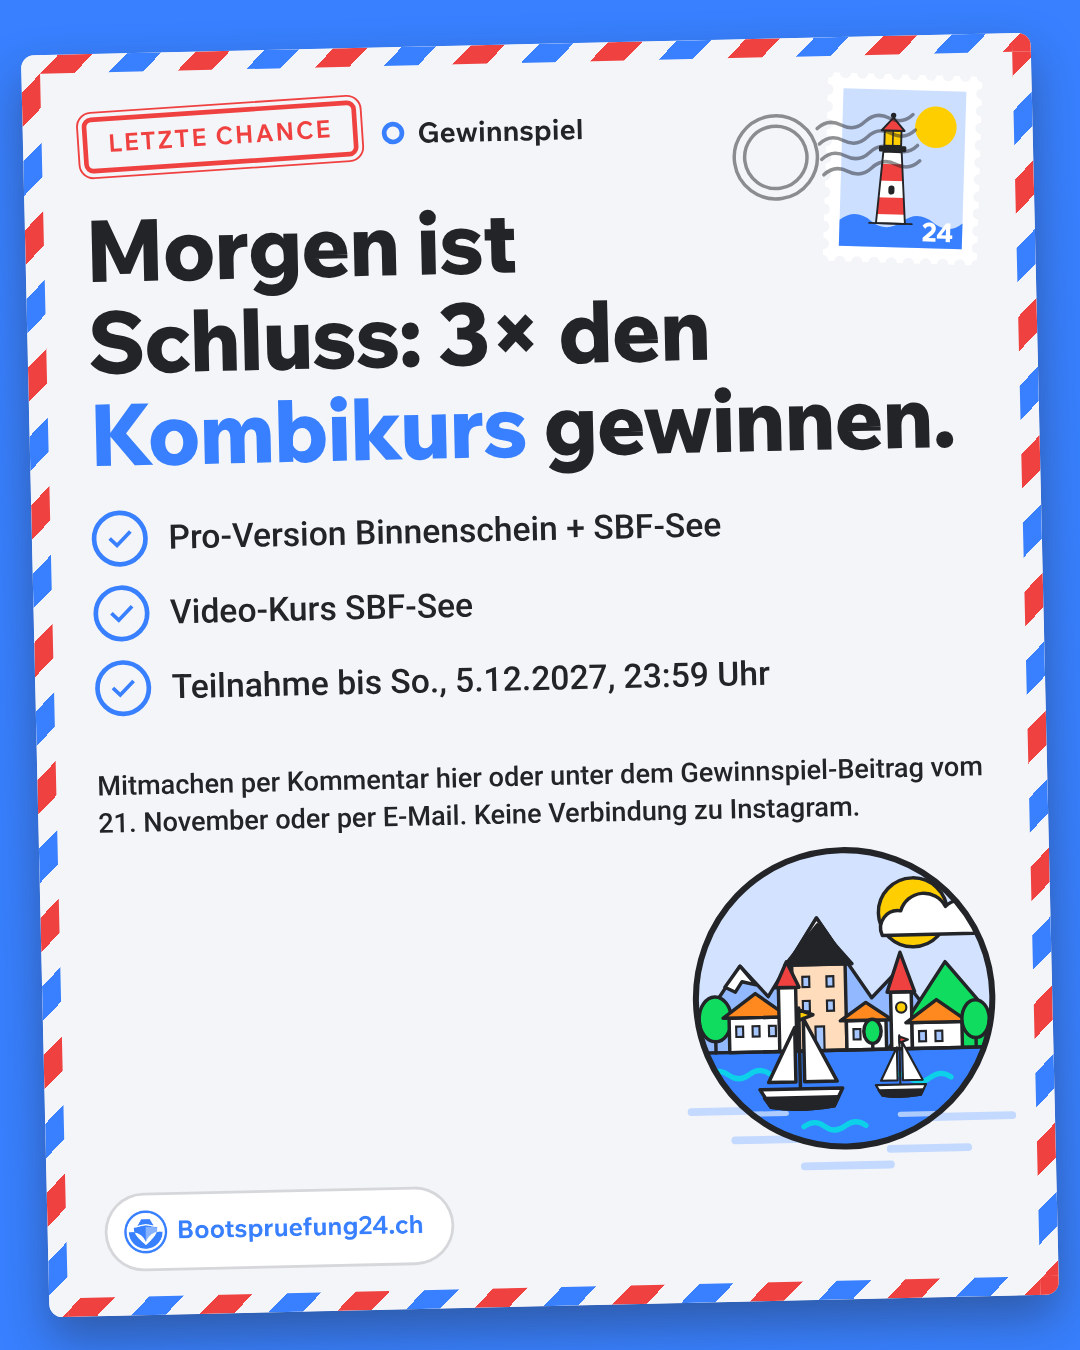 LETZTE CHANCE
Gewinnspiel
24
Morgen ist
Schluss: 3× den
Kombikurs gewinnen.
Pro-Version Binnenschein + SBF-See
Video-Kurs SBF-See
Teilnahme bis So., 5.12.2027, 23:59 Uhr
Mitmachen per Kommentar hier oder unter dem Gewinnspiel-Beitrag vom
21. November oder per E-Mail. Keine Verbindung zu Instagram.
Bootspruefung24.ch